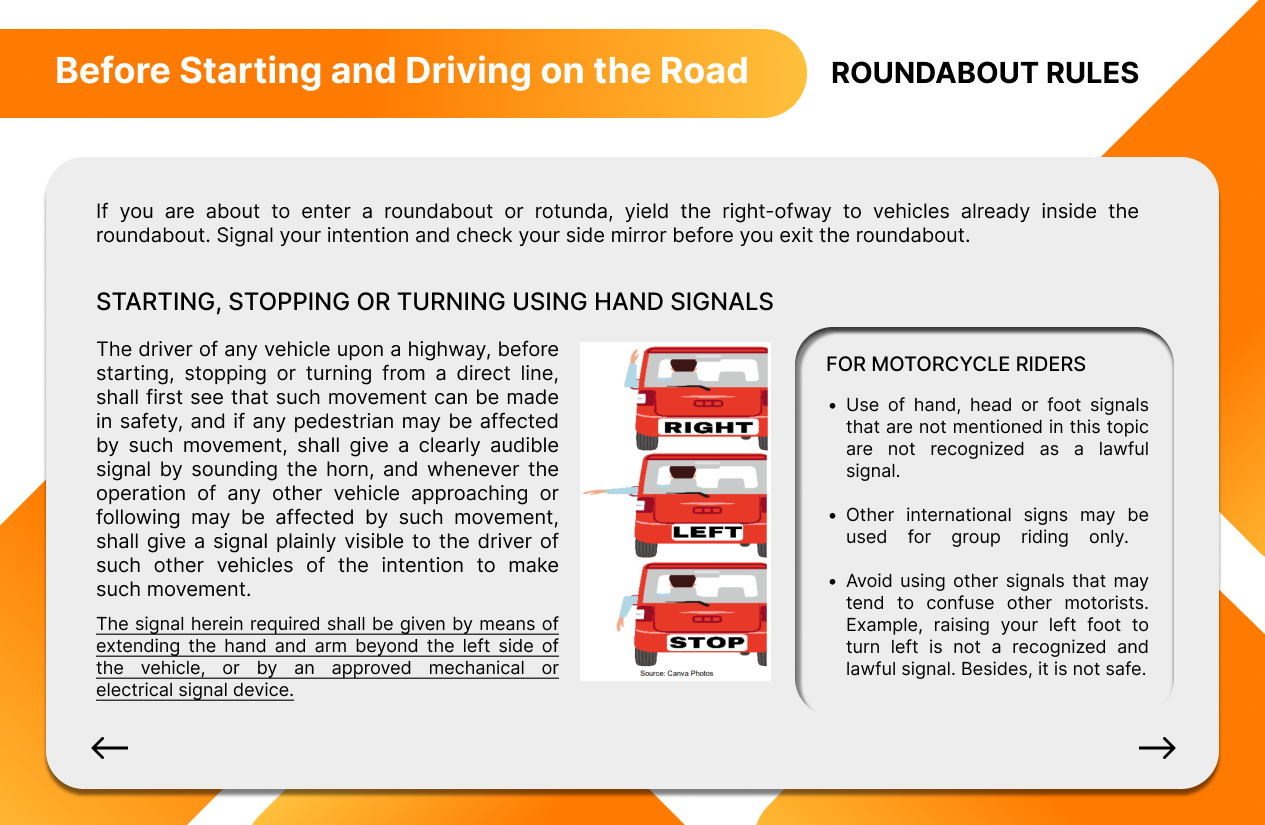 Before Starting and Driving on the Road
ROUNDABOUT RULES
If you are about to enter a roundabout or rotunda, yield the right-ofway to vehicles already inside the
roundabout. Signal your intention and check your side mirror before you exit the roundabout.
STARTING, STOPPING OR TURNING USING HAND SIGNALS
The driver of any vehicle upon a highway, before
starting, stopping or turning from a direct line,
shall first see that such movement can be made
in safety, and if any pedestrian may be affected
by such movement, shall give a clearly audible
signal by sounding the horn, and whenever the
operation of any other vehicle approaching or
following may be affected by such movement,
shall give a signal plainly visible to the driver of
such other vehicles of the intention to make
such movement.
The signal herein required shall be given by means of
extending the hand and arm beyond the left side of
the vehicle, or by an approved mechanical or
electrical signal device.
RIGHT
LEFT
STOP
Source: Canva Photos
FOR MOTORCYCLE RIDERS
• Use of hand, head or foot signals
that are not mentioned in this topic
are not recognized as a lawful
signal.
• Other international signs may be
used for group riding only.
• Avoid using other signals that may
tend to confuse other motorists.
Example, raising your left foot to
turn left is not a recognized and
lawful signal. Besides, it is not safe.